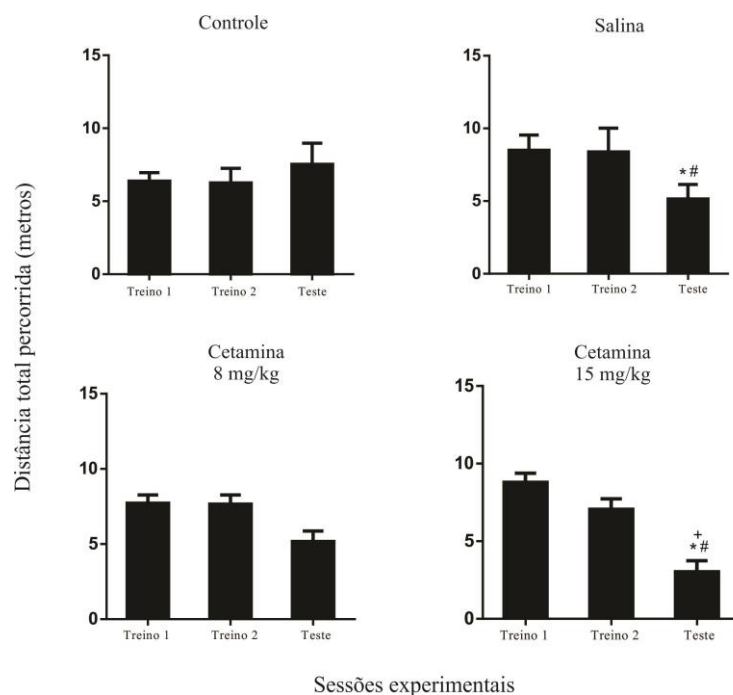 Distância total percorrida (metros)
Controle
15
10
5
0
Treino 1 Treino 2 Teste
Salina
15
10
5
0
*#
Treino 1 Treino 2 Teste
Cetamina
8 mg/kg
15
10
5
0
Treino 1 Treino 2 Teste
Cetamina
15 mg/kg
15
10
5
0
+
*#
Treino 1 Treino 2 Teste
Sessões experimentais